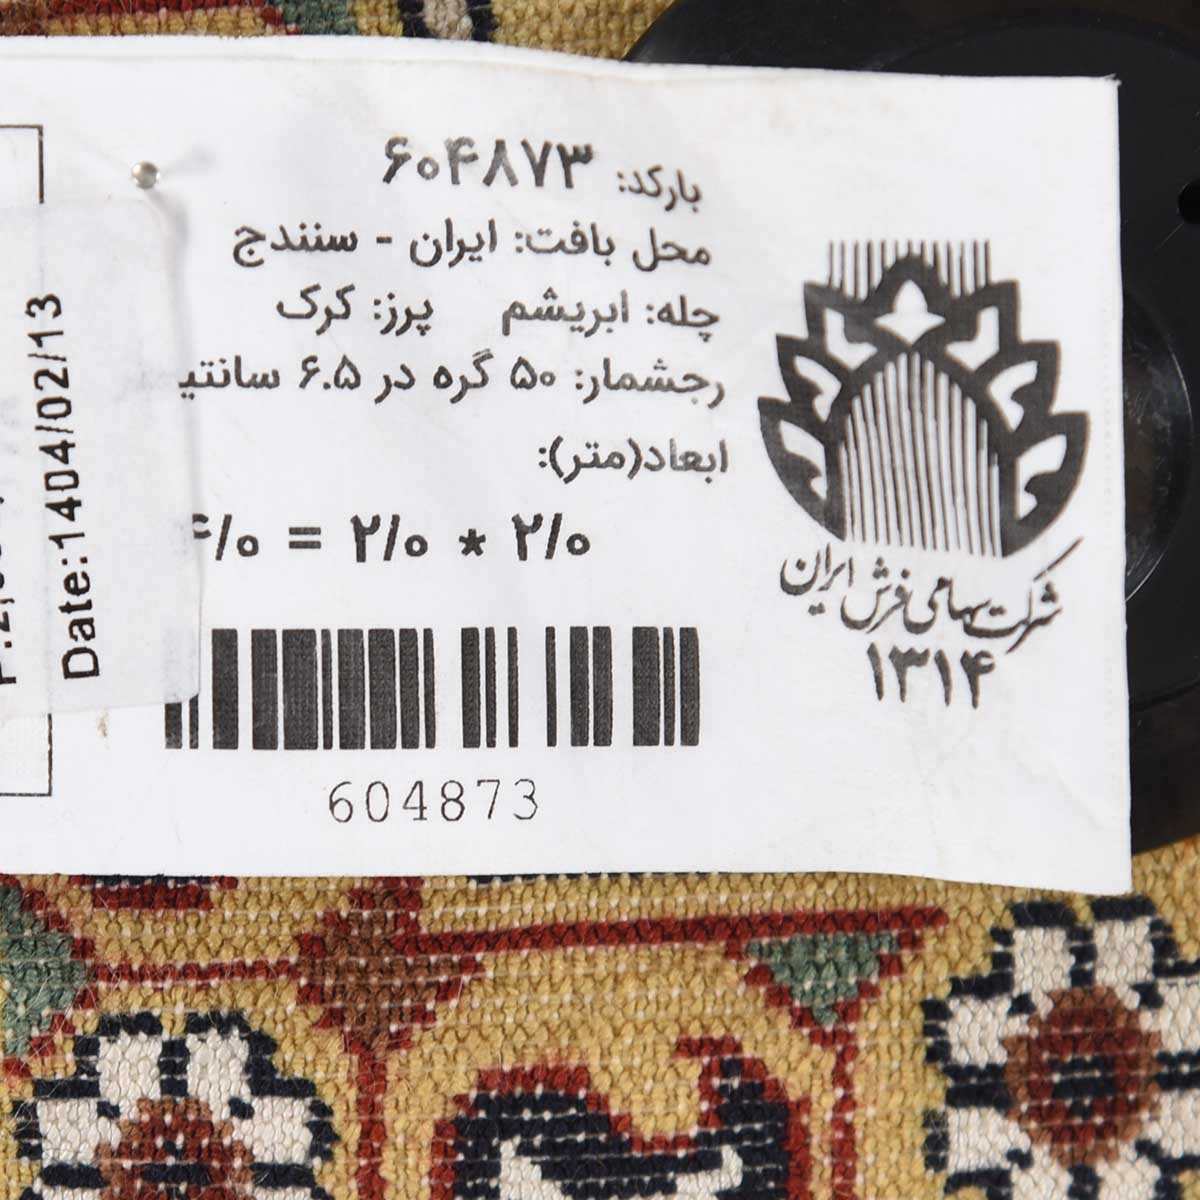 بارکد: ۶۰۴۸۷۳
محل بافت: ایران - سنندج
چله: ابریشم پرز: کرک
رجشمار: ۵۰ گره در ۶.۵
ابعاد(متر):
۲/۰ * ۲/۰ =
604873
شرکت سهامی فرش ایران
۱۳۱۴
Date:1404/02/13